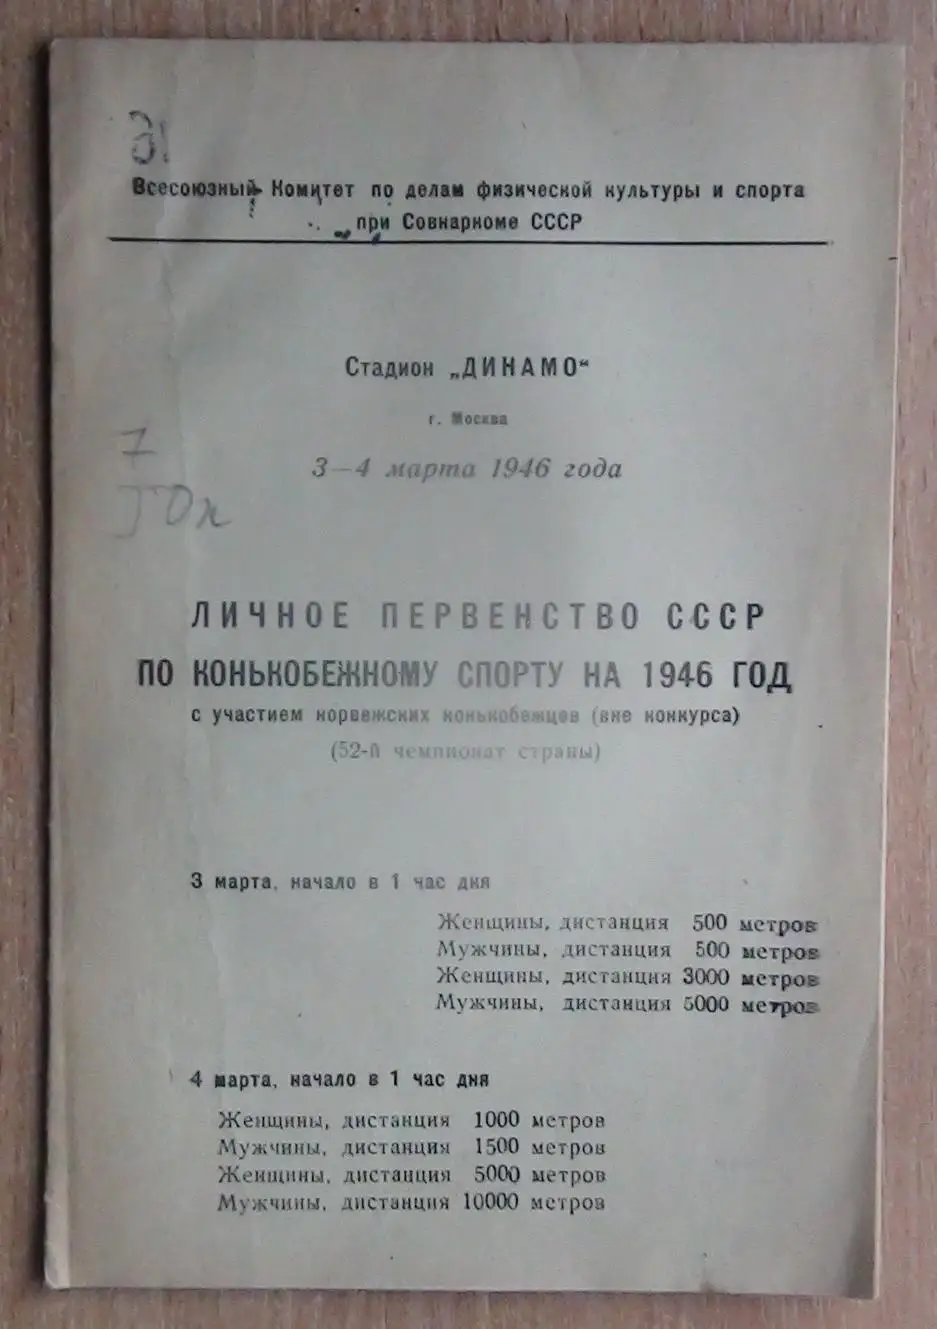 Э!
Всесоюзный Комитет по делам физической культуры и спорта
при Совнаркоме СССР
Стадион „ДИНАМО“
г. Москва
3—4 марта 1946 года
7
ЛИЧНОЕ ПЕРВЕНСТВО СССР
ПО КОНЬКОБЕЖНОМУ СПОРТУ НА 1946 ГОД
с участием норвежских конькобежцев (вне конкурса)
(52-й чемпионат страны)
3 марта, начало в 1 час дня
Женщины, дистанция 500 метров
Мужчины, дистанция 500 метров
Женщины, дистанция 3000 метров
Мужчины, дистанция 5000 метров
4 марта, начало в 1 час дня
Женщины, дистанция 1000 метров
Мужчины, дистанция 1500 метров
Женщины, дистанция 5000 метров
Мужчины, дистанция 10000 метров